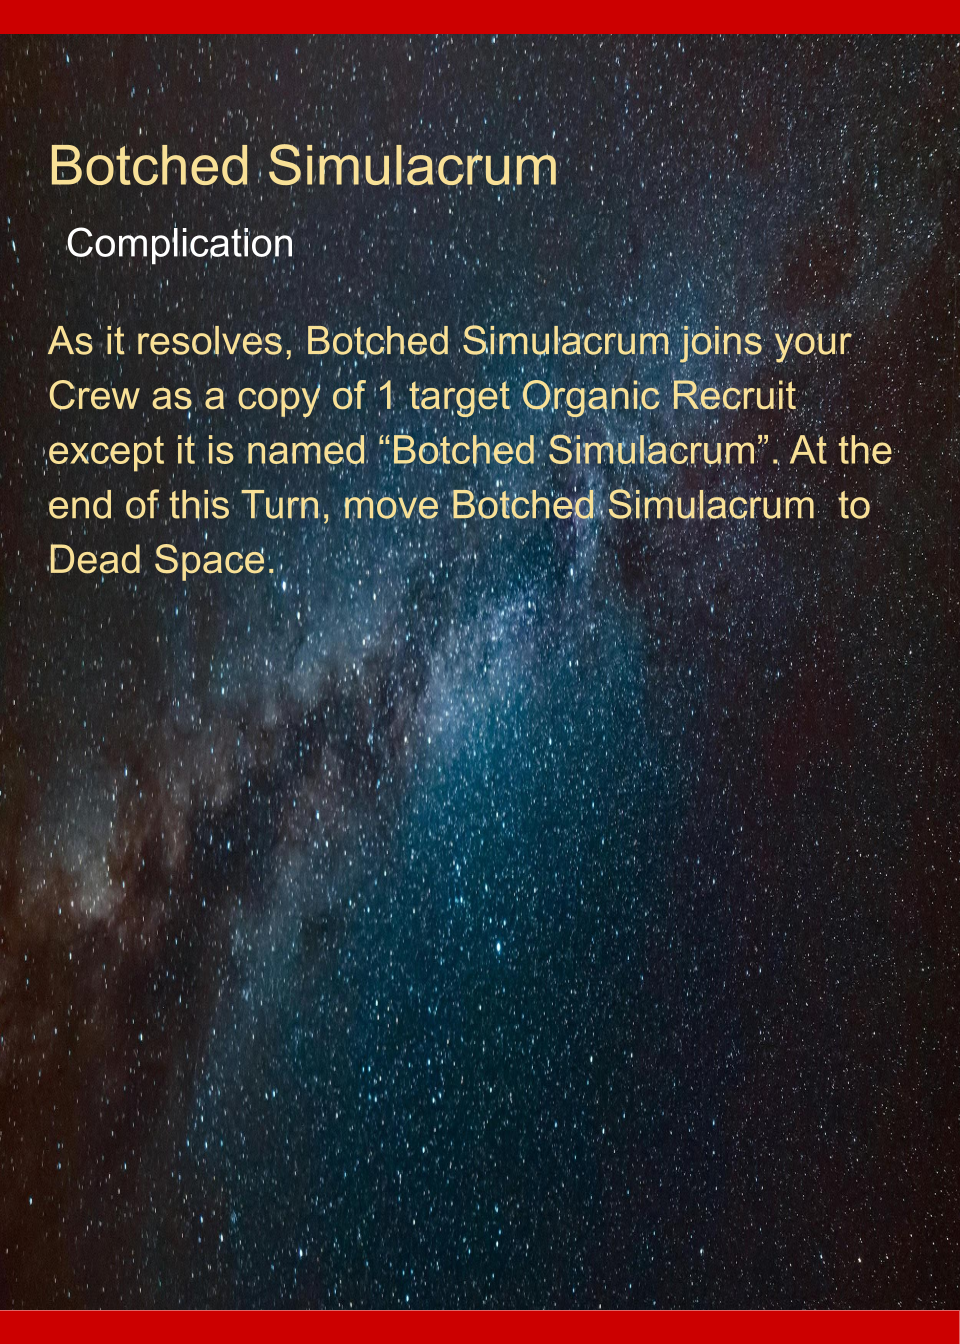 Botched Simulacrum
Complication
As it resolves, Botched Simulacrum joins your
Crew as a copy of 1 target Organic Recruit
except it is named “Botched Simulacrum”. At the
end of this Turn, move Botched Simulacrum  to
Dead Space.